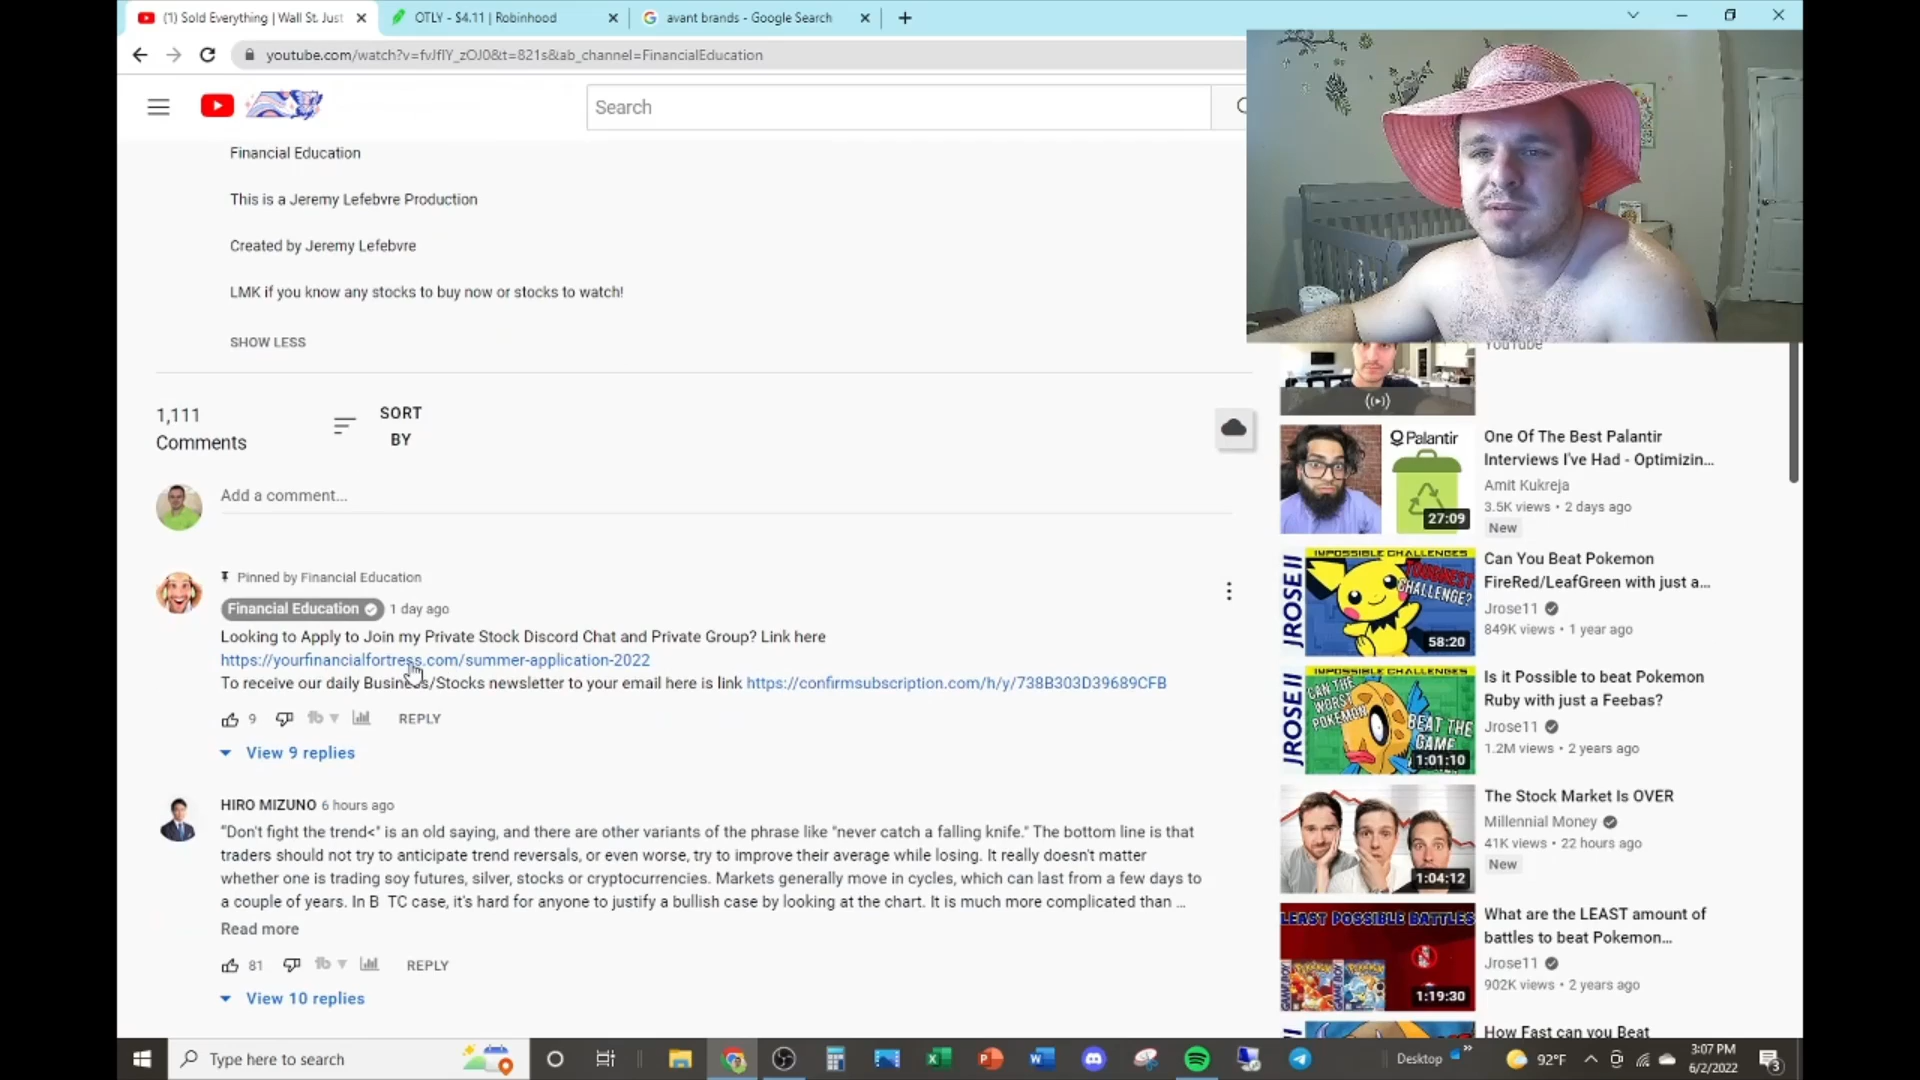 (1) Sold Everything | Wall St. Just
OTLY - $4.11 | Robinhood
avant brands - Google Search
youtube.com/watch?v=fvJflY_zOJ0&t=821s&ab_channel=FinancialEducation
Search
Financial Education
This is a Jeremy Lefebvre Production
Created by Jeremy Lefebvre
LMK if you know any stocks to buy now or stocks to watch!
SHOW LESS
1,111
Comments
SORT
BY
Add a comment...
Pinned by Financial Education
Financial Education 1 day ago
Looking to Apply to Join my Private Stock Discord Chat and Private Group? Link here
https://yourfinancialfortress.com/summer-application-2022
To receive our daily Business/Stocks newsletter to your email here is link https://confirmsubscription.com/h/y/738B303D39689CFB
9
REPLY
View 9 replies
HIRO MIZUNO 6 hours ago
"Don't fight the trend<" is an old saying, and there are other variants of the phrase like "never catch a falling knife." The bottom line is that
traders should not try to anticipate trend reversals, or even worse, try to improve their average while losing. It really doesn't matter
whether one is trading soy futures, silver, stocks or cryptocurrencies. Markets generally move in cycles, which can last from a few days to
a couple of years. In B TC case, it's hard for anyone to justify a bullish case by looking at the chart. It is much more complicated than ...
Read more
81
REPLY
View 10 replies
YouTube
Palantir
27:09
One Of The Best Palantir
Interviews I've Had - Optimizin...
Amit Kukreja
3.5K views • 2 days ago
New
IMPOSSIBLE CHALLENGES
JROSE11
TOUGHEST
CHALLENGE?
58:20
Can You Beat Pokemon
FireRed/LeafGreen with just a...
Jrose11
849K views • 1 year ago
IMPOSSIBLE CHALLENGES
JROSE11
CAN THE
WORST
POKEMON
BEAT THE
GAME
1:01:10
Is it Possible to beat Pokemon
Ruby with just a Feebas?
Jrose11
1.2M views • 2 years ago
1:04:12
The Stock Market Is OVER
Millennial Money
41K views • 22 hours ago
New
LEAST POSSIBLE BATTLES
GAME BOY
GAME BOY
1:19:30
What are the LEAST amount of
battles to beat Pokemon...
Jrose11
902K views • 2 years ago
How Fast can you Beat
Type here to search
Desktop
92°F
3:07 PM
6/2/2022
3